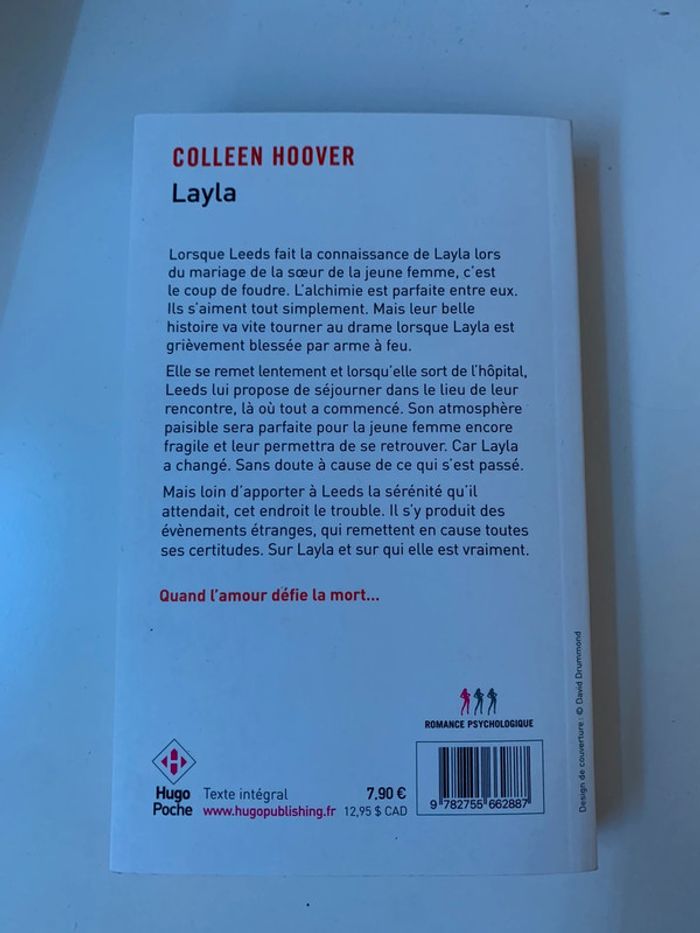 COLLEEN HOOVER
Layla
Lorsque Leeds fait la connaissance de Layla lors
du mariage de la sœur de la jeune femme, c'est
le coup de foudre. L'alchimie est parfaite entre eux.
Ils s'aiment tout simplement. Mais leur belle
histoire va vite tourner au drame lorsque Layla est
grièvement blessée par arme à feu.
Elle se remet lentement et lorsqu'elle sort de l'hôpital,
Leeds lui propose de séjourner dans le lieu de leur
rencontre, là où tout a commencé. Son atmosphère
paisible sera parfaite pour la jeune femme encore
fragile et leur permettra de se retrouver. Car Layla
a changé. Sans doute à cause de ce qui s'est passé.
Mais loin d'apporter à Leeds la sérénité qu'il
attendait, cet endroit le trouble. Il s'y produit des
évènements étranges, qui remettent en cause toutes
ses certitudes. Sur Layla et sur qui elle est vraiment.
Quand l'amour défie la mort...
ROMANCE PSYCHOLOGIQUE
Hugo
Poche
Texte intégral
www.hugopublishing.fr
7,90 €
12,95 $ CAD
9 782755 662887
Design de couverture : © David Drummond